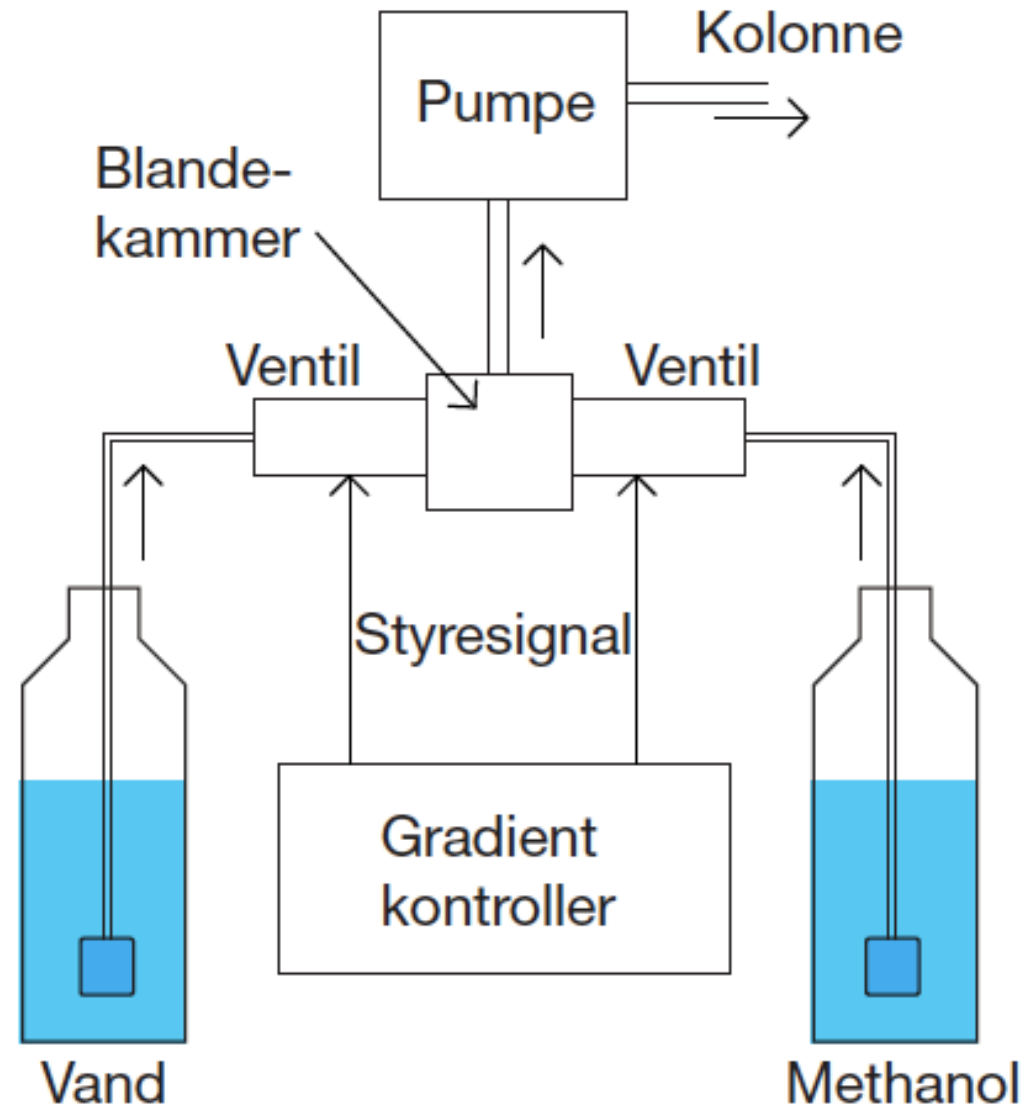 Kolonne
Pumpe
Blande-
kammer
Ventil
Ventil
Styresignal
Gradient
kontroller
Vand
Methanol